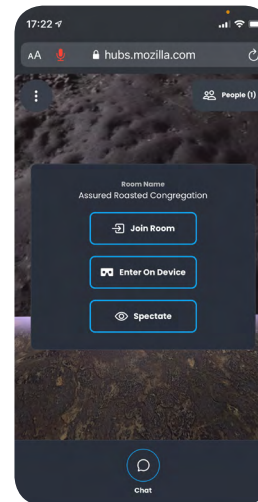 17:22
AA hubs.mozilla.com
People (1)
Room Name
Assured Roasted Congregation
Join Room
Enter On Device
Spectate
Chat